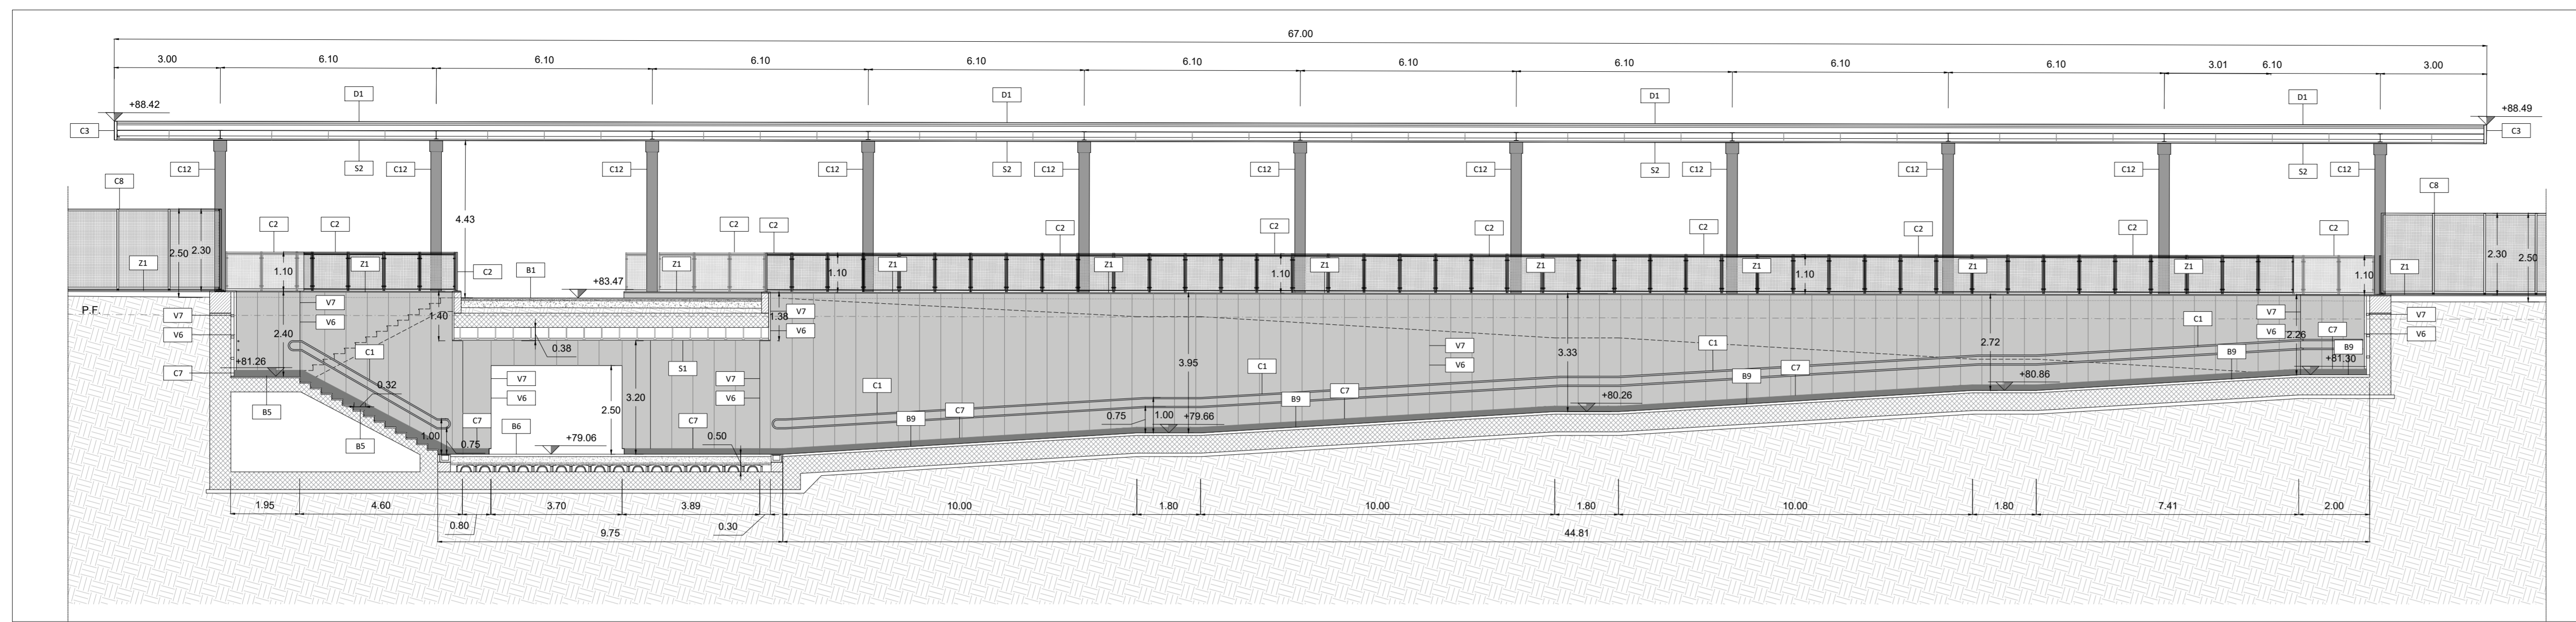 67.00
3.00 6.10 6.10 6.10 6.10 6.10 6.10 6.10 6.10 6.10 3.01 6.10 3.00
D1 D1 D1 D1
+88.42 +88.49
C3 C3
C12 S2 C12 C12 C12 S2 C12 C12 C12 S2 C12 C12 C12 S2 C12
C8 C8
4.43
C2 C2 C2 C2 C2 C2 C2 C2 C2 C2 C2
2.50 2.30 2.30 2.50
Z1 Z1 Z1 Z1 Z1 Z1 Z1 Z1 Z1 Z1 Z1
1.10 C2 B1 1.10 1.10 1.10 1.10
+83.47
P.F.
V7 V7 V7 V7 V7
V6 V6 V6 V6 V6
1.40 1.38
2.40 C1 0.38 3.95 V7 3.33 C1 2.72 C1 2.26 C7
+81.26 S1 V6 B9 B9 +81.30
C7 0.32 V7 V7 C1 C1 B9 C7 +80.86
B5 V6 3.20 V6 B9 C7 +80.26
2.50 C7 C7 B9 C7 0.75 1.00 +79.66
B5 1.00 0.75 B6 +79.06 0.50
1.95 4.60 3.70 3.89 10.00 1.80 10.00 1.80 10.00 1.80 7.41 2.00
0.80 0.30
9.75 44.81